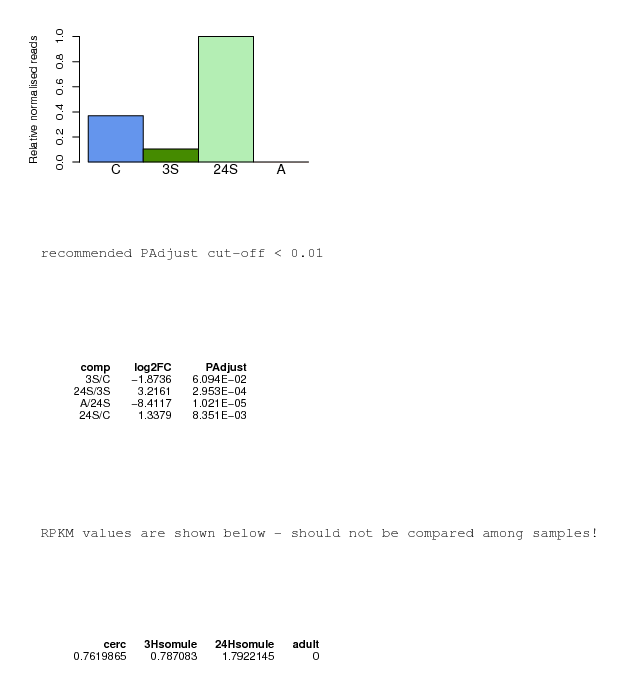 Relative normalised reads
1.0
0.8
0.6
0.4
0.2
0.0
C 3S 24S A
recommended PAdjust cut-off < 0.01
comp log2FC PAdjust
3S/C −1.8736 6.094E−02
24S/3S 3.2161 2.953E−04
A/24S −8.4117 1.021E−05
24S/C 1.3379 8.351E−03
RPKM values are shown below - should not be compared among samples!
cerc 3Hsomule 24Hsomule adult
0.7619865 0.787083 1.7922145 0